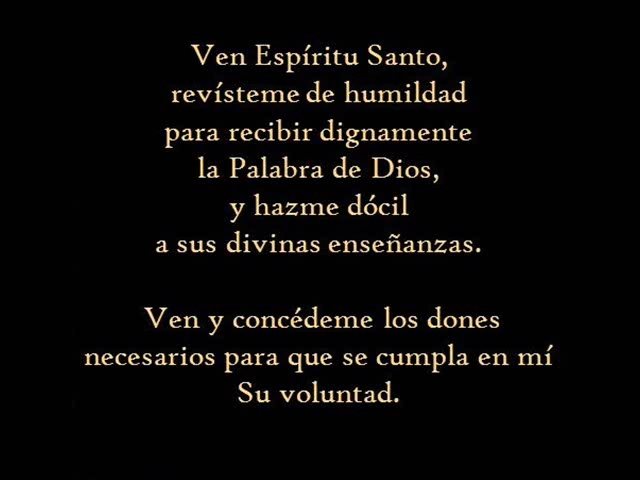 Ven Espíritu Santo,
revísteme de humildad
para recibir dignamente
la Palabra de Dios,
y hazme dócil
a sus divinas enseñanzas.
Ven y concédeme los dones
necesarios para que se cumpla en mí
Su voluntad.